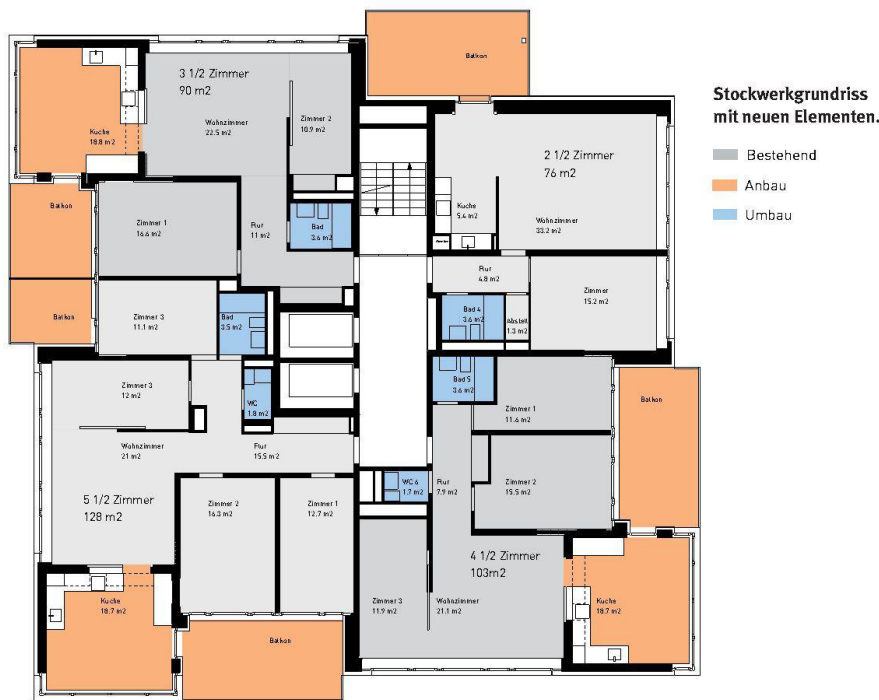 Balkon
3 1/2 Zimmer
90 m2
Wohnzimmer
22.5 m2
Zimmer 2
10.9 m2
Kuche
18.8 m2
Balkon
Zimmer 1
16.6 m2
Flur
11 m2
Bad
3.6 m2
2 1/2 Zimmer
76 m2
Kuche
5.4 m2
Wohnzimmer
33.2 m2
Flur
4.8 m2
Zimmer
15.2 m2
Bad 4
3.6 m2
Abstell
1.3 m2
Stockwerkgrundriss
mit neuen Elementen.
Bestehend
Anbau
Umbau
Balkon
Zimmer 3
11.1 m2
Bad
3.5 m2
Zimmer 3
12 m2
WC
1.8 m2
Wohnzimmer
21 m2
Flur
15.5 m2
5 1/2 Zimmer
128 m2
Zimmer 2
16.3 m2
Zimmer 1
12.7 m2
Kuche
18.7 m2
Balkon
Bad 5
3.6 m2
Zimmer 1
11.6 m2
Balkon
Zimmer 2
15.5 m2
WC 6
1.7 m2
Flur
7.9 m2
4 1/2 Zimmer
103m2
Zimmer 3
11.9 m2
Wohnzimmer
21.1 m2
Kuche
18.7 m2